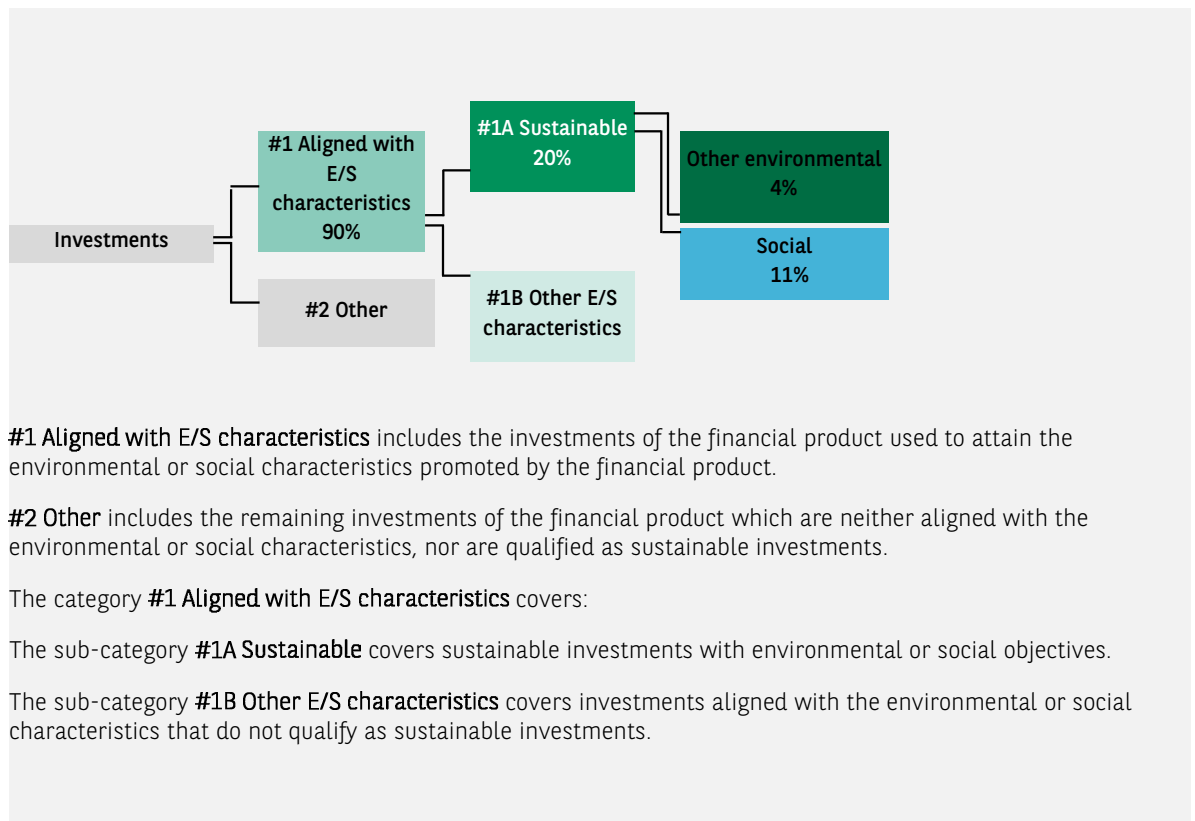 #1A Sustainable
20%
#1 Aligned with
E/S
characteristics
90%
Other environmental
4%
Investments
Social
11%
#2 Other
#1B Other E/S
characteristics
#1 Aligned with E/S characteristics includes the investments of the financial product used to attain the
environmental or social characteristics promoted by the financial product.
#2 Other includes the remaining investments of the financial product which are neither aligned with the
environmental or social characteristics, nor are qualified as sustainable investments.
The category #1 Aligned with E/S characteristics covers:
The sub-category #1A Sustainable covers sustainable investments with environmental or social objectives.
The sub-category #1B Other E/S characteristics covers investments aligned with the environmental or social
characteristics that do not qualify as sustainable investments.